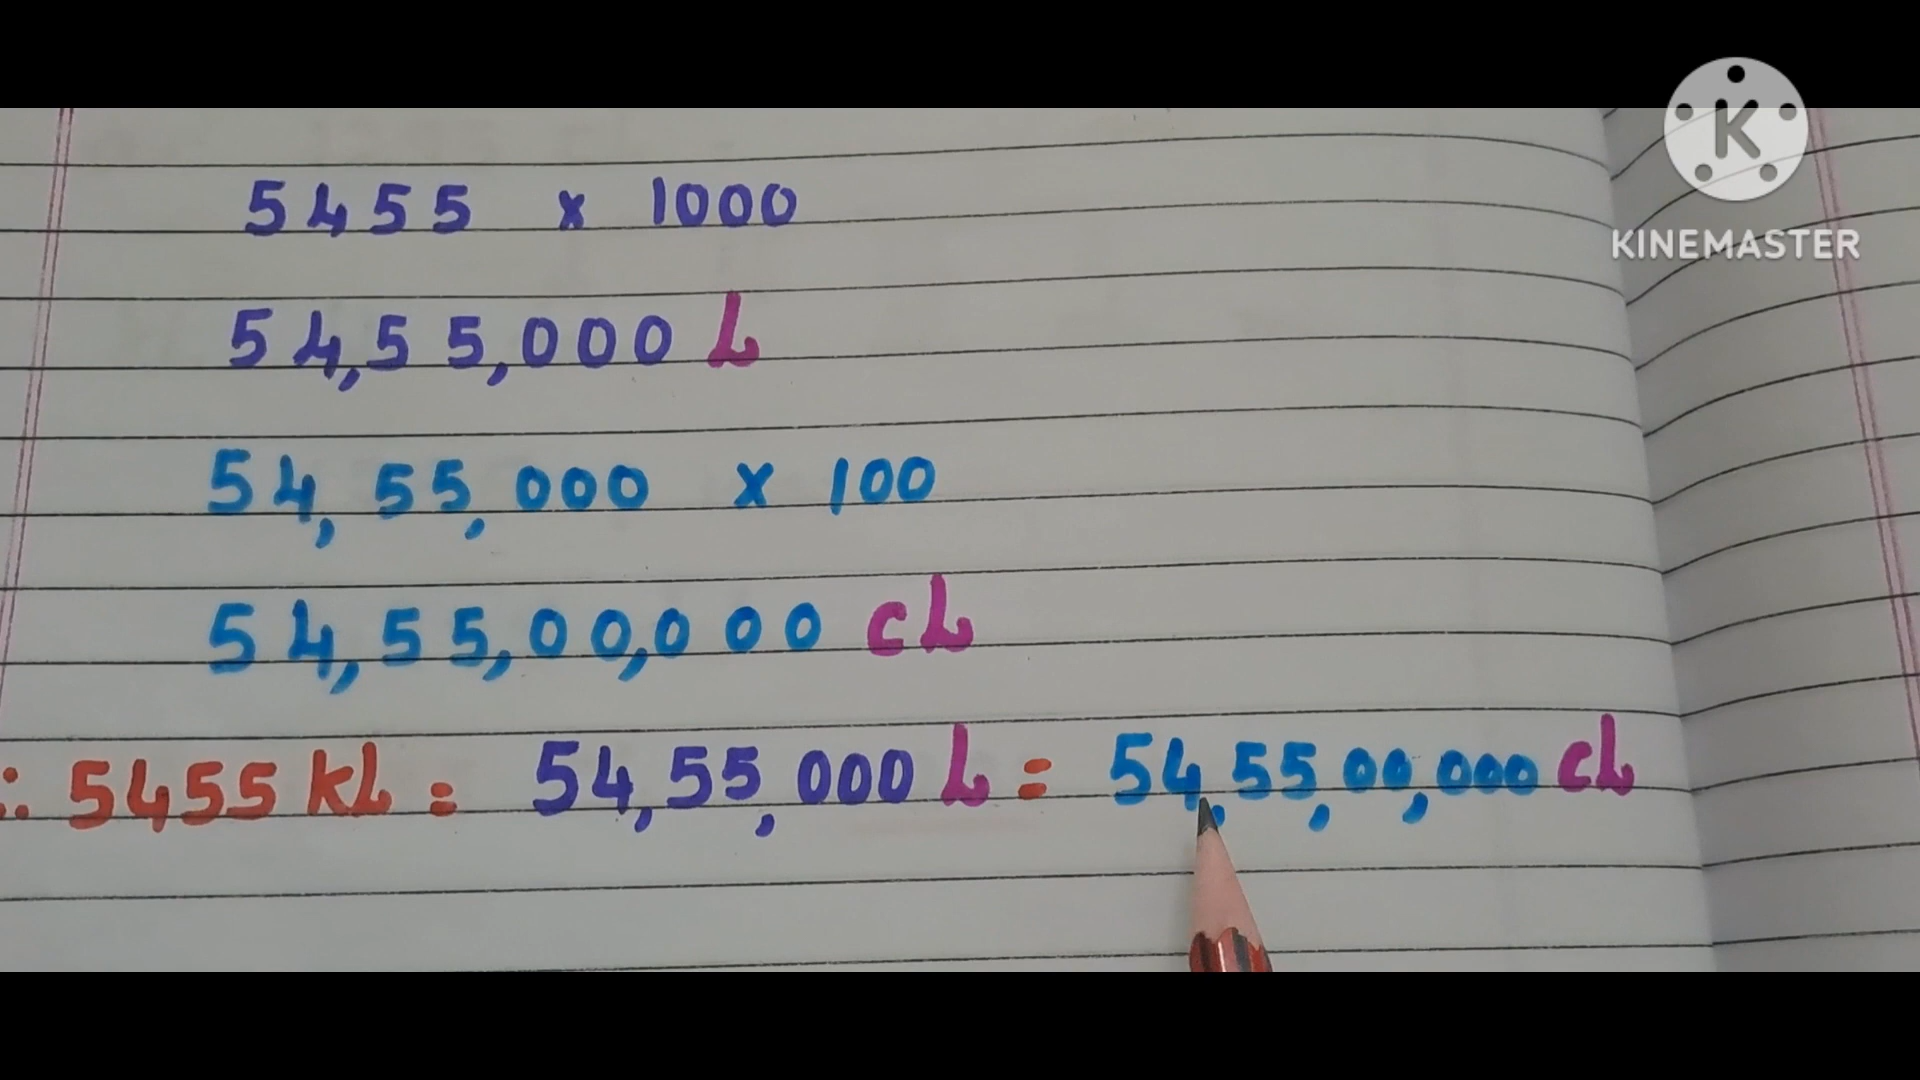 5455 x 1000
54,55,000 L
54,55,000 x 100
54,55,00,000 cL
∴ 5455 KL = 54,55,000 L = 54,55,00,000 cL
K
KINEMASTER